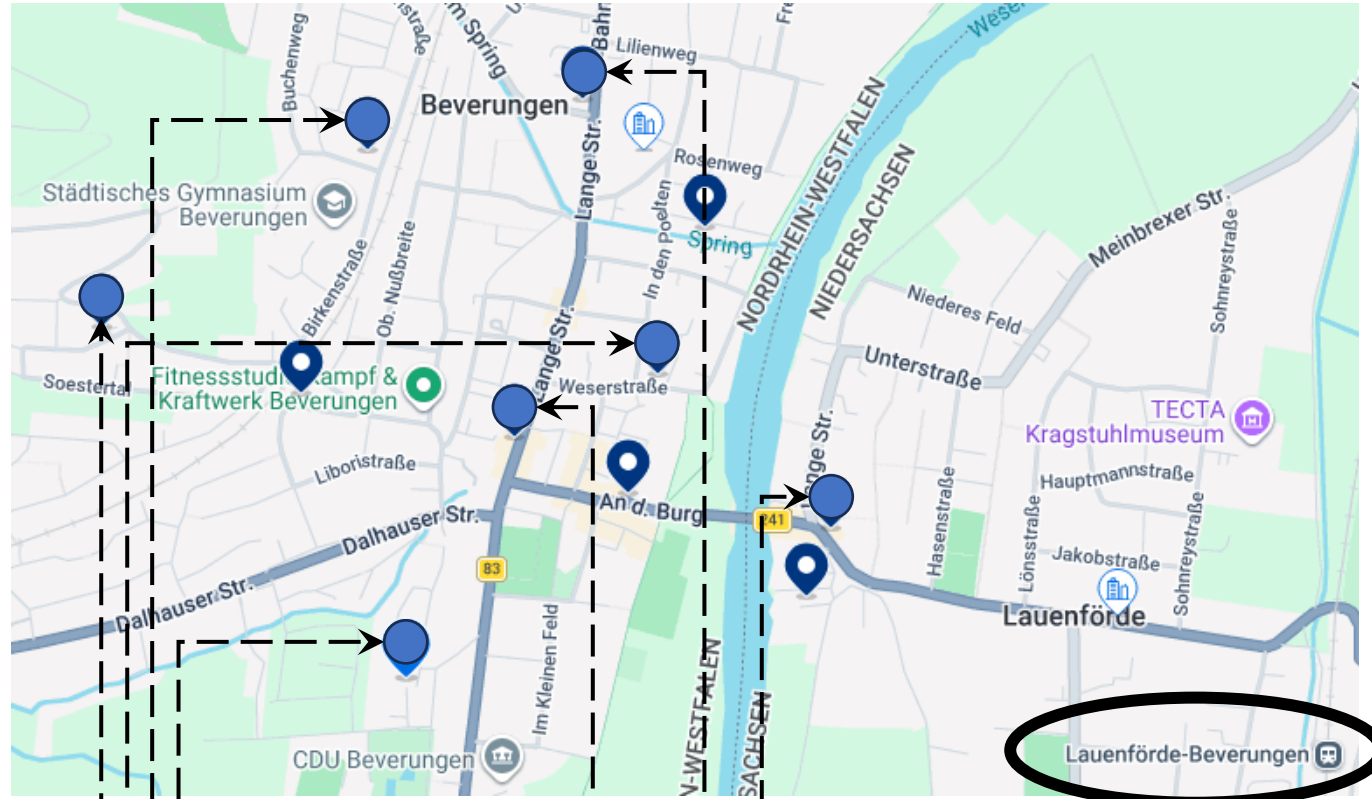 Buchenweg
nstraße
m Spring
Bahn
Lilienweg
Fre
Weser
Beverungen
Lange Str.
Rosenweg
Städtisches Gymnasium
Beverungen
In den Poelten
Spring
NORDRHEIN-WESTFALEN
NIEDERSACHSEN
Meinbrexer Str.
Sohnreystraße
Birkenstraße
Ob. Nußbreite
Niederes Feld
Lange Str.
Unterstraße
Soestertal
Fitnessstudio Kampf &
Kraftwerk Beverungen
Weserstraße
TECTA
Kragstuhlmuseum
Lange Str.
Liboristraße
Hauptmannstraße
An d. Burg
241
Hasenstraße
Lönsstraße
Sohnreystraße
Dalhauser Str.
83
Jakobstraße
Dalhauser Str.
Lauenförde
Im Kleinen Feld
N-WESTFALEN
SACHSEN
CDU Beverungen
Lauenförde-Beverungen